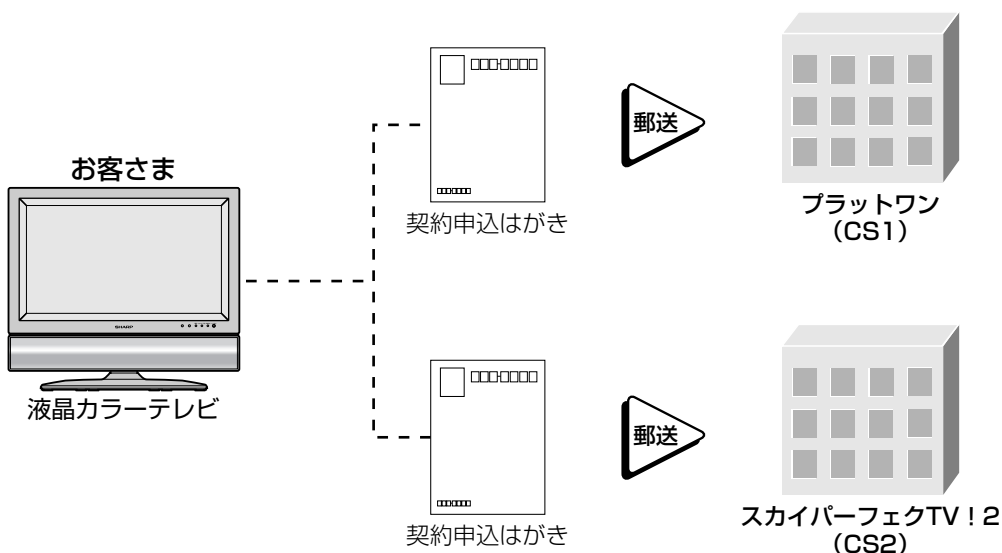 お客さま
SHARP
液晶カラーテレビ
契約申込はがき
郵送
プラットワン
（CS1）
契約申込はがき
郵送
スカイパーフェクTV！2
（CS2）